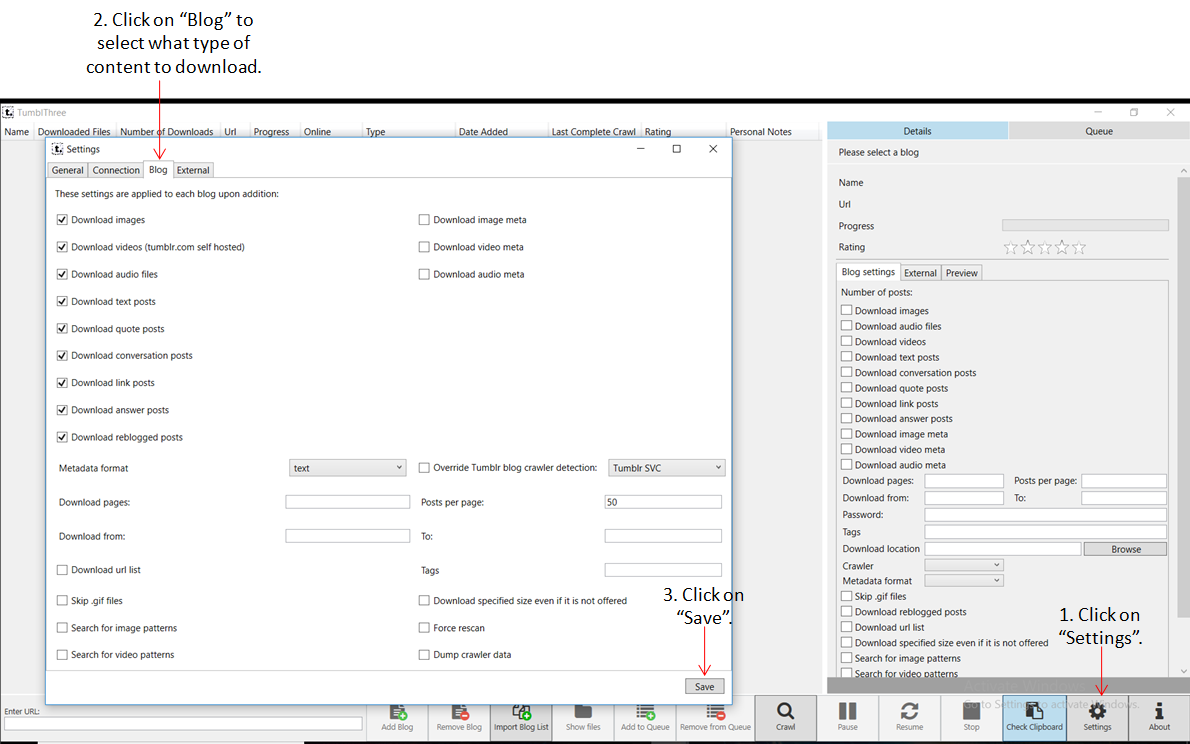 2. Click on “Blog” to
select what type of
content to download.
TumblThree
Name Downloaded Files Number of Downloads Url Progress Online Type Date Added Last Complete Crawl Rating Personal Notes
Details Queue
Please select a blog
Settings
General Connection Blog External
These settings are applied to each blog upon addition:
Download images Download image meta
Download videos (tumblr.com self hosted) Download video meta
Download audio files Download audio meta
Download text posts
Download quote posts
Download conversation posts
Download link posts
Download answer posts
Download reblogged posts
Metadata format text Override Tumblr blog crawler detection: Tumblr SVC
Download pages: Posts per page: 50
Download from: To:
Download url list Tags
Skip .gif files Download specified size even if it is not offered
Search for image patterns Force rescan
Search for video patterns Dump crawler data
Save
3. Click on
“Save”.
Name
Url
Progress
Rating
Blog settings External Preview
Number of posts:
Download images
Download audio files
Download videos
Download text posts
Download conversation posts
Download quote posts
Download link posts
Download answer posts
Download image meta
Download video meta
Download audio meta
Download pages: Posts per page:
Download from: To:
Password:
Tags
Download location Browse
Crawler
Metadata format
Skip .gif files
Download reblogged posts
Download url list
Download specified size even if it is not offered
Search for image patterns
Search for video patterns
1. Click on
“Settings”.
Go to Settings to activate Windows.
Enter URL:
Add Blog Remove Blog Import Blog List Show files Add to Queue Remove from Queue Crawl Pause Resume Stop Check Clipboard Settings About